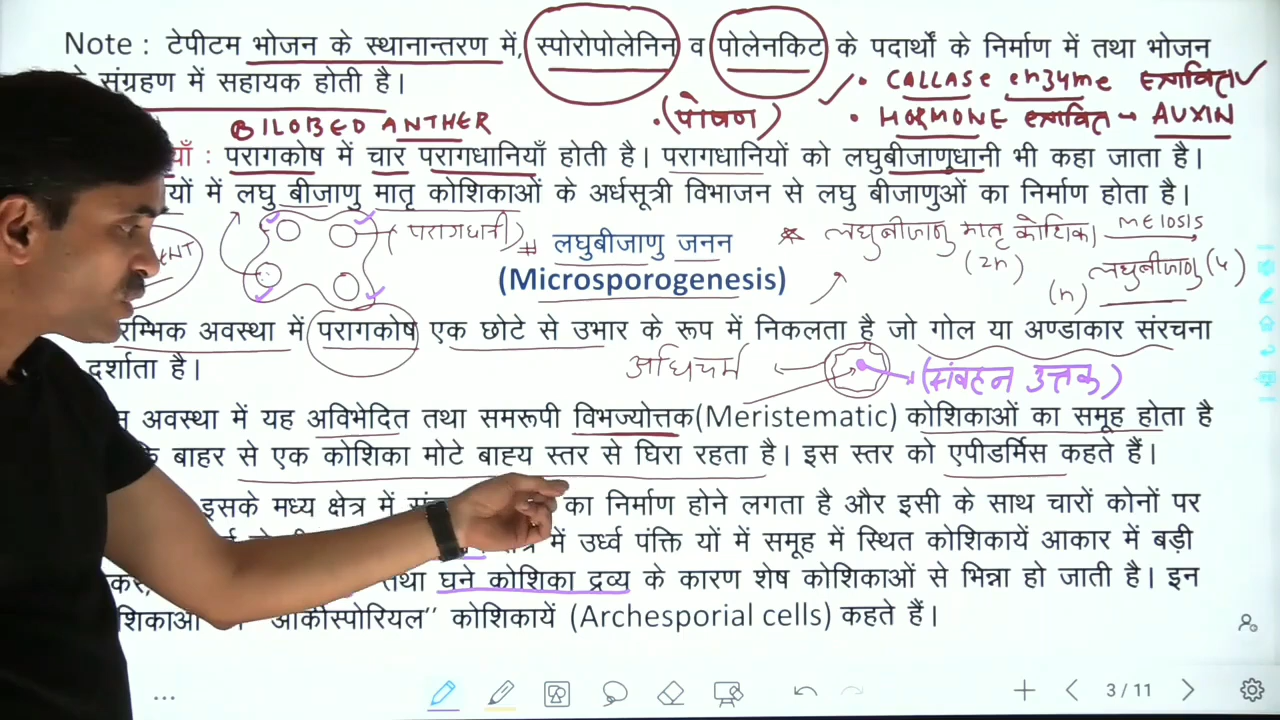 Note : टेपीटम भोजन के स्थानान्तरण में, स्पोरोपोलेनिन व पोलेनकिट के पदार्थों के निर्माण में तथा भोजन
संग्रहण में सहायक होती है।
• CALLASE enzyme स्त्रावित
BILOBED ANTHER • (पोषण) • HORMONE स्त्रावित → AUXIN
: परागकोष में चार परागधानियाँ होती है। परागधानियों को लघुबीजाणुधानी भी कहा जाता है।
में लघु बीजाणु मातृ कोशिकाओं के अर्धसूत्री विभाजन से लघु बीजाणुओं का निर्माण होता है।
(परागधानी) # लघुबीजाणु जनन * लघुबीजाणु मातृ कोशिका MEIOSIS
(2n) लघुबीजाणु (4)
(n)
(Microsporogenesis)
अवस्था में परागकोष एक छोटे से उभार के रूप में निकलता है जो गोल या अण्डाकार संरचना
दर्शाता है। अधिचर्म (संवहन उत्तक)
अवस्था में यह अविभेदित तथा समरूपी विभज्योत्तक(Meristematic) कोशिकाओं का समूह होता है
बाहर से एक कोशिका मोटे बाह्य स्तर से घिरा रहता है। इस स्तर को एपीडर्मिस कहते हैं।
इसके मध्य क्षेत्र में का निर्माण होने लगता है और इसी के साथ चारों कोनों पर
में उर्ध्व पंक्ति यों में समूह में स्थित कोशिकायें आकार में बड़ी
तथा घने कोशिका द्रव्य के कारण शेष कोशिकाओं से भिन्ना हो जाती है। इन
कोशिकायें (Archesporial cells) कहते हैं।
3 / 11